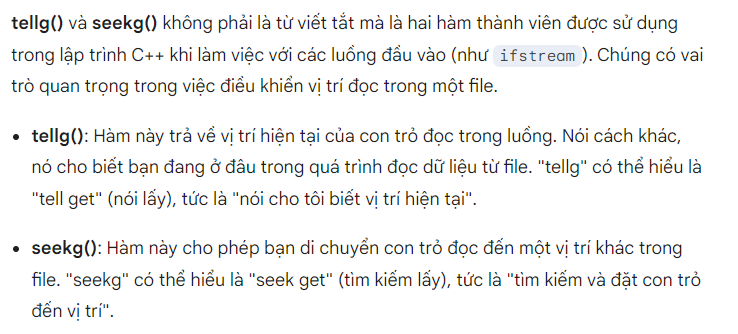 tellg() và seekg() không phải là từ viết tắt mà là hai hàm thành viên được sử dụng
trong lập trình C++ khi làm việc với các luồng đầu vào (như ifstream). Chúng có vai
trò quan trọng trong việc điều khiển vị trí đọc trong một file.
• tellg(): Hàm này trả về vị trí hiện tại của con trỏ đọc trong luồng. Nói cách khác,
nó cho biết bạn đang ở đâu trong quá trình đọc dữ liệu từ file. "tellg" có thể hiểu là
"tell get" (nói lấy), tức là "nói cho tôi biết vị trí hiện tại".
• seekg(): Hàm này cho phép bạn di chuyển con trỏ đọc đến một vị trí khác trong
file. "seekg" có thể hiểu là "seek get" (tìm kiếm lấy), tức là "tìm kiếm và đặt con trỏ
đến vị trí".